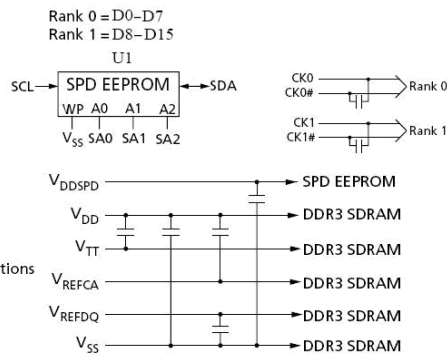 Rank 0 = D0–D7
Rank 1 = D8–D15
U1
SCL
SPD EEPROM
SDA
WP A0 A1 A2
VSS SA0 SA1 SA2
CK0
CK0#
Rank 0
CK1
CK1#
Rank 1
VDDSPD SPD EEPROM
VDD DDR3 SDRAM
VTT DDR3 SDRAM
tions
VREFCA DDR3 SDRAM
VREFDQ DDR3 SDRAM
VSS DDR3 SDRAM